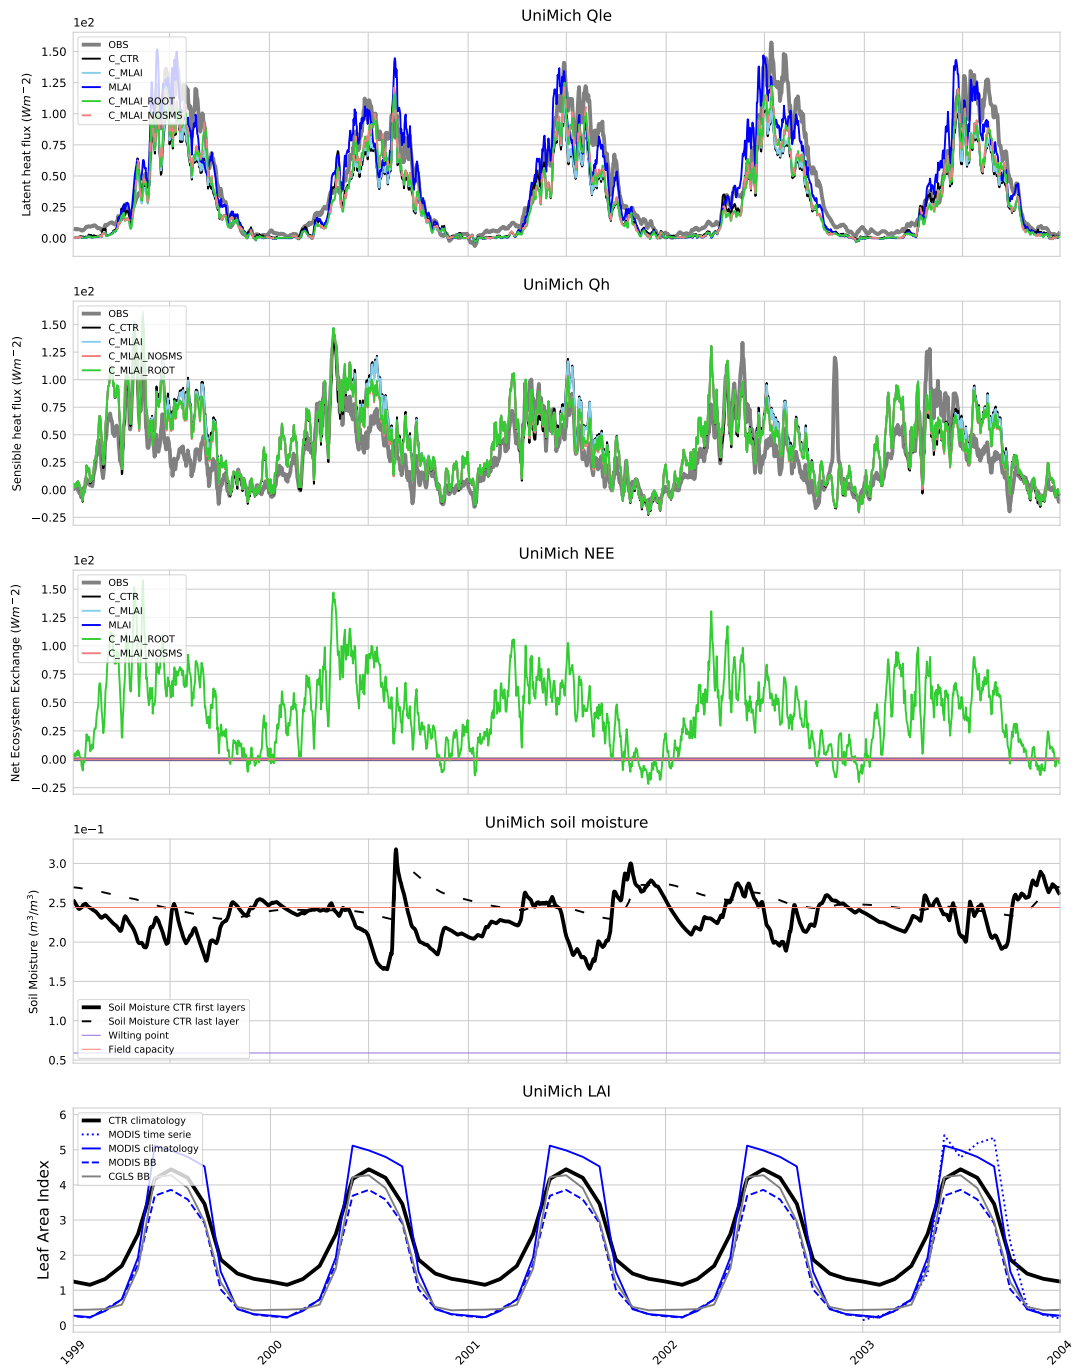 UniMich Qle
1e2
OBS
C_CTR
C_MLAI
MLAI
C_MLAI_ROOT
C_MLAI_NOSMS
1.50
1.25
1.00
0.75
0.50
0.25
0.00
Latent heat flux (Wm−2)
UniMich Qh
1e2
OBS
C_CTR
C_MLAI
C_MLAI_NOSMS
C_MLAI_ROOT
1.50
1.25
1.00
0.75
0.50
0.25
0.00
−0.25
Sensible heat flux (Wm−2)
UniMich NEE
1e2
OBS
C_CTR
C_MLAI
MLAI
C_MLAI_ROOT
C_MLAI_NOSMS
1.50
1.25
1.00
0.75
0.50
0.25
0.00
−0.25
Net Ecosystem Exchange (Wm−2)
UniMich soil moisture
1e−1
3.0
2.5
2.0
1.5
1.0
0.5
Soil Moisture (m³/m³)
Soil Moisture CTR first layers
Soil Moisture CTR last layer
Wilting point
Field capacity
UniMich LAI
CTR climatology
MODIS time serie
MODIS climatology
MODIS BB
CGLS BB
6
5
4
3
2
1
0
Leaf Area Index
1999
2000
2001
2002
2003
2004